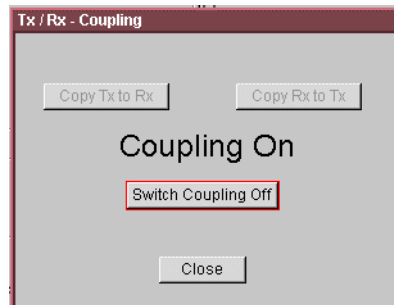 Tx / Rx - Coupling
Copy Tx to Rx
Copy Rx to Tx
Coupling On
Switch Coupling Off
Close